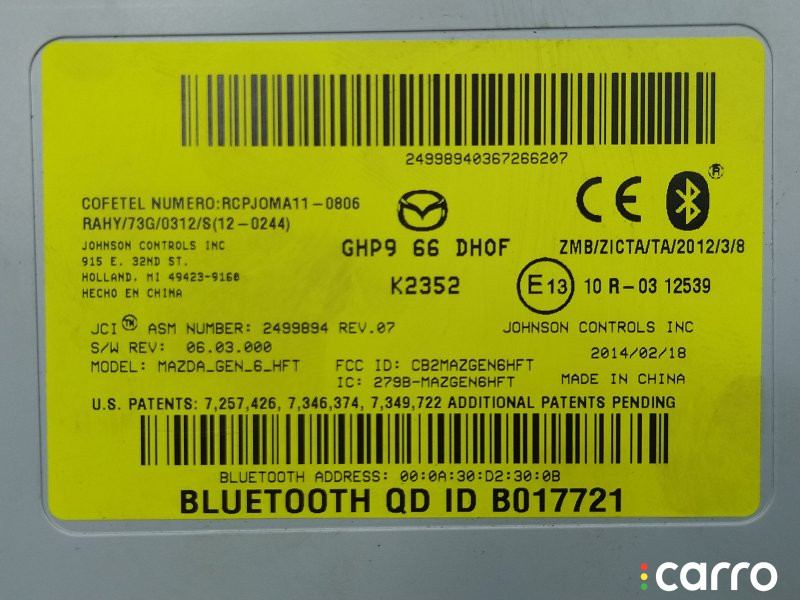 24998940367266207
COFETEL NUMERO:RCPJOMA11-0806
RAHY/73G/0312/S(12-0244)
JOHNSON CONTROLS INC
915 E. 32ND ST.
HOLLAND, MI 49423-9160
HECHO EN CHINA
GHP9 66 DH0F
K2352
CE
®
ZMB/ZICTA/TA/2012/3/8
E13 10 R-03 12539
JCI™ ASM NUMBER: 2499894 REV.07
S/W REV: 06.03.000
MODEL: MAZDA_GEN_6_HFT
FCC ID: CB2MAZGEN6HFT
IC: 279B-MAZGEN6HFT
JOHNSON CONTROLS INC
2014/02/18
MADE IN CHINA
U.S. PATENTS: 7,257,426, 7,346,374, 7,349,722 ADDITIONAL PATENTS PENDING
BLUETOOTH ADDRESS: 00:0A:30:D2:30:0B
BLUETOOTH QD ID B017721
carro